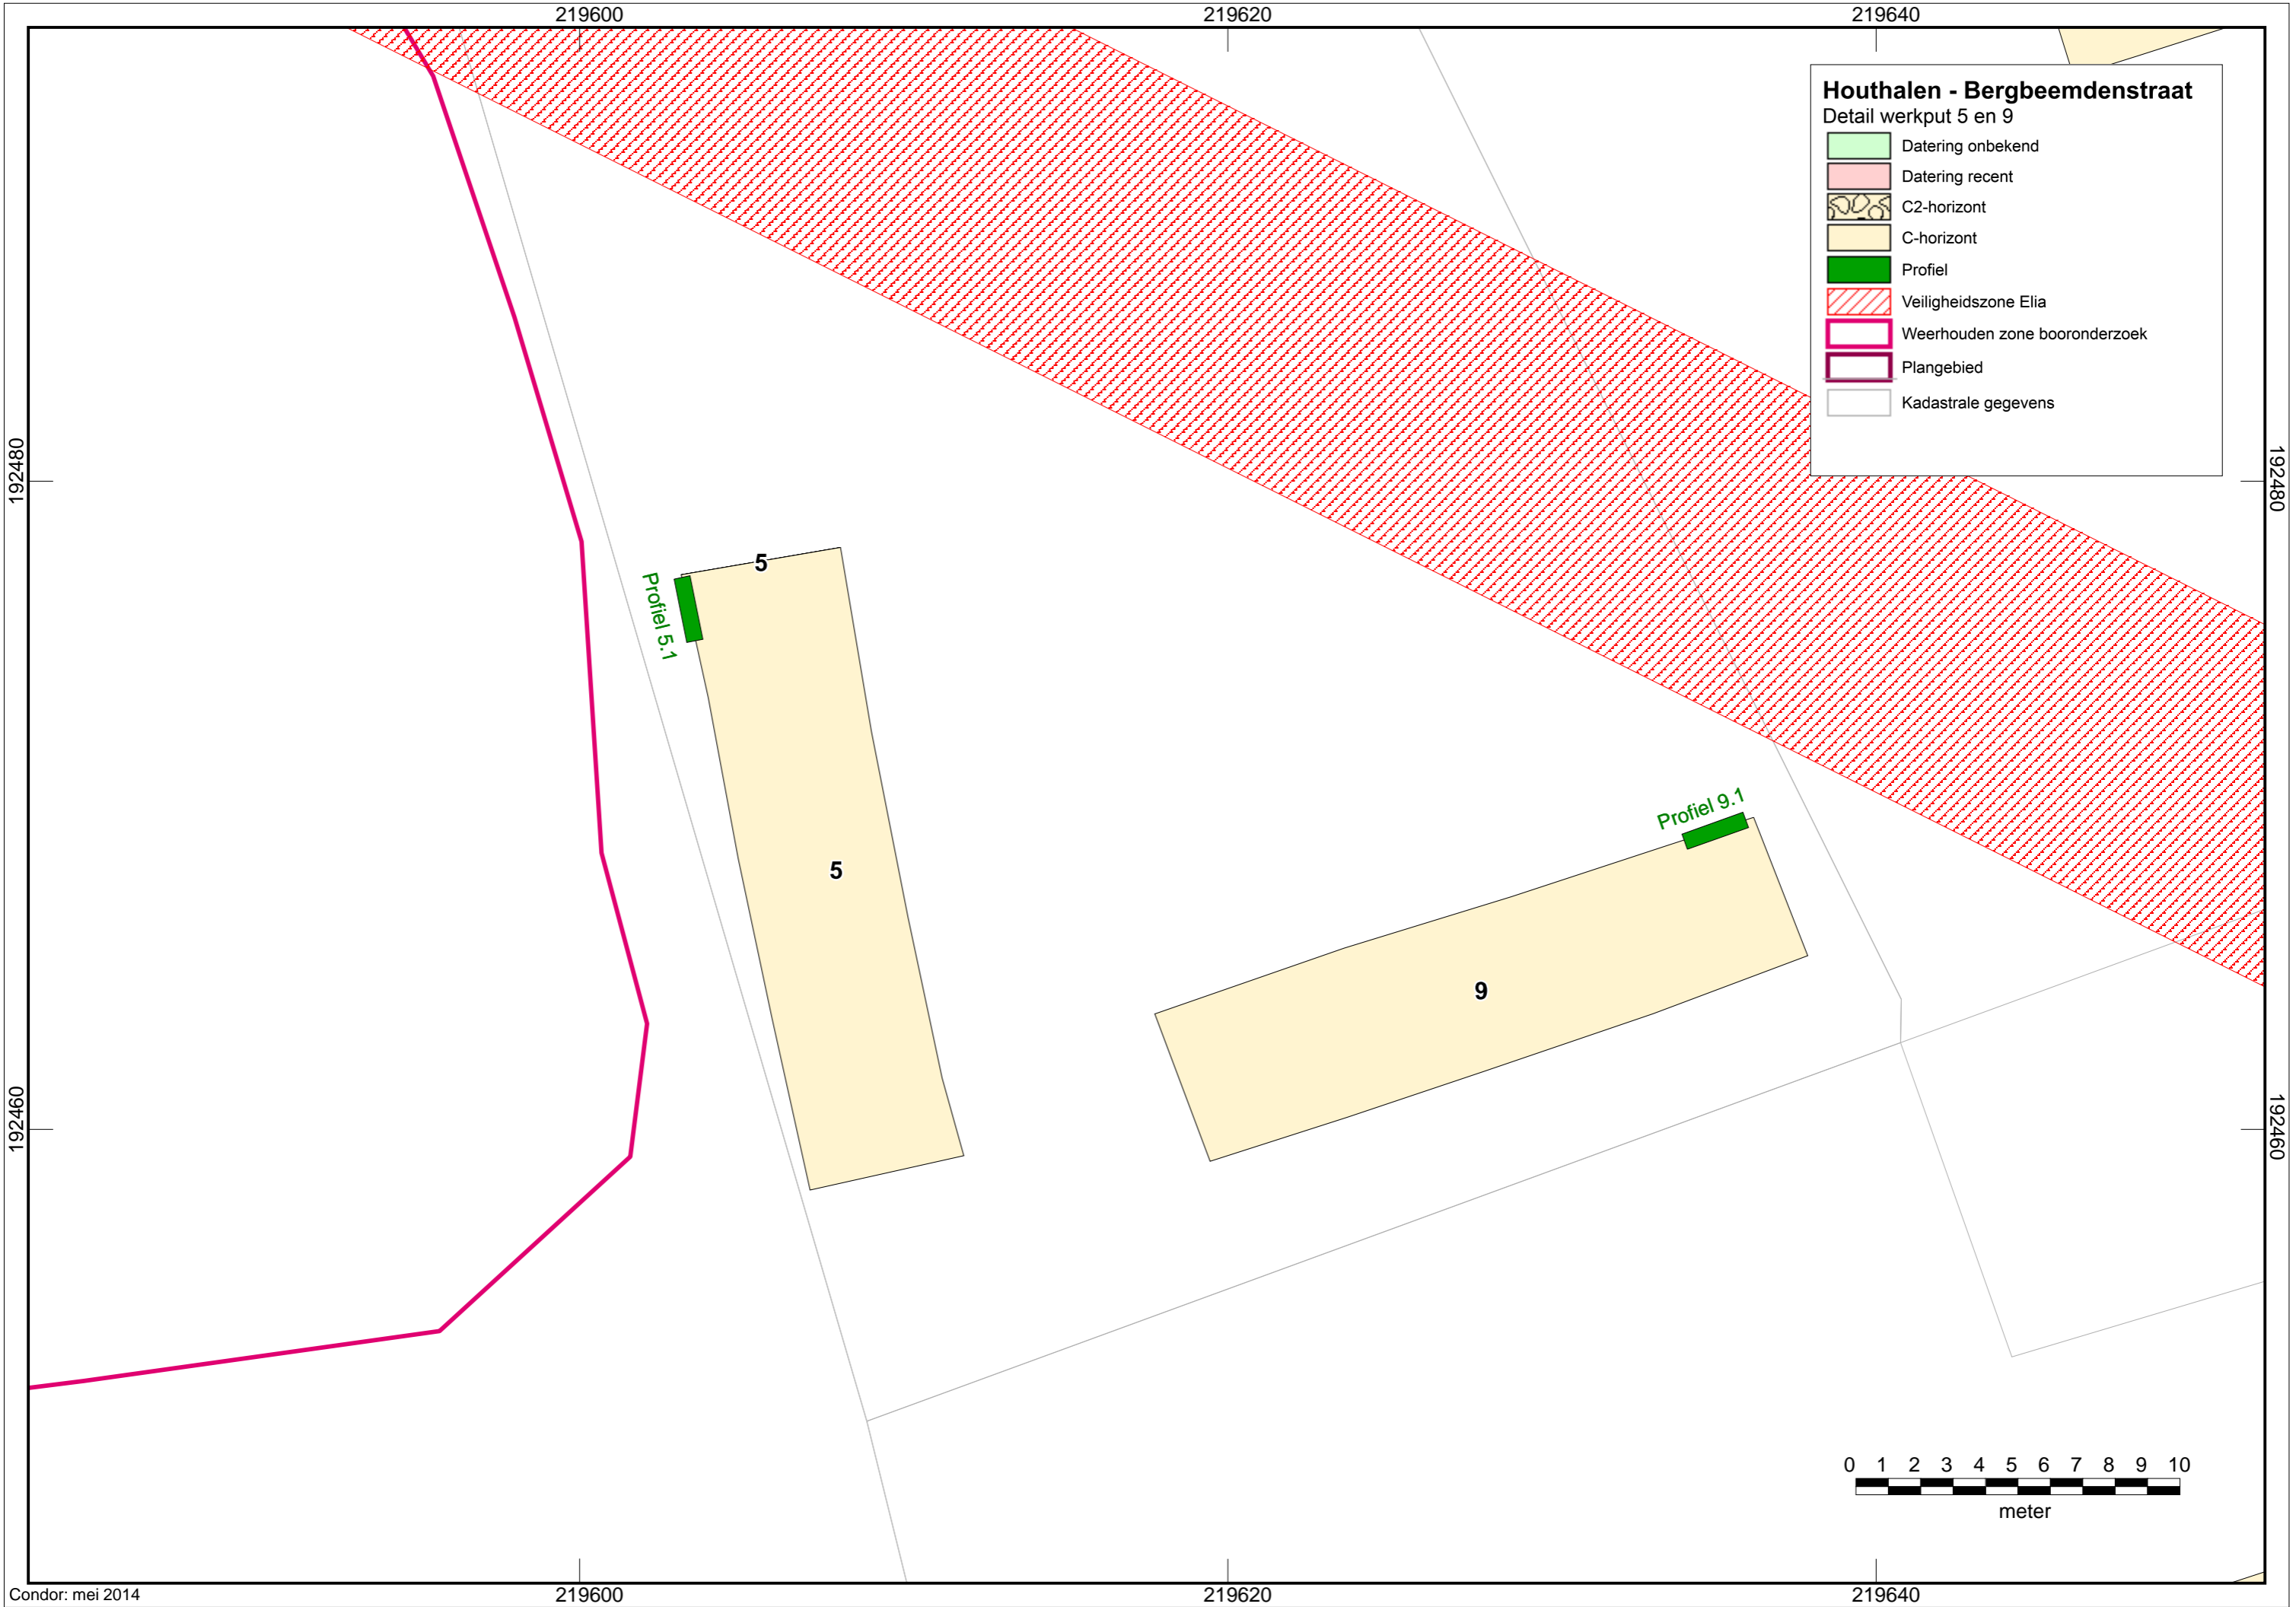 219600
219620
219640
Houthalen - Bergbeemdenstraat
Detail werkput 5 en 9
Datering onbekend
Datering recent
C2-horizont
C-horizont
Profiel
Veiligheidszone Elia
Weerhouden zone booronderzoek
Plangebied
Kadastrale gegevens
192480
192480
5
Profiel 5.1
Profiel 9.1
5
9
192460
192460
0 1 2 3 4 5 6 7 8 9 10
meter
Condor: mei 2014
219600
219620
219640